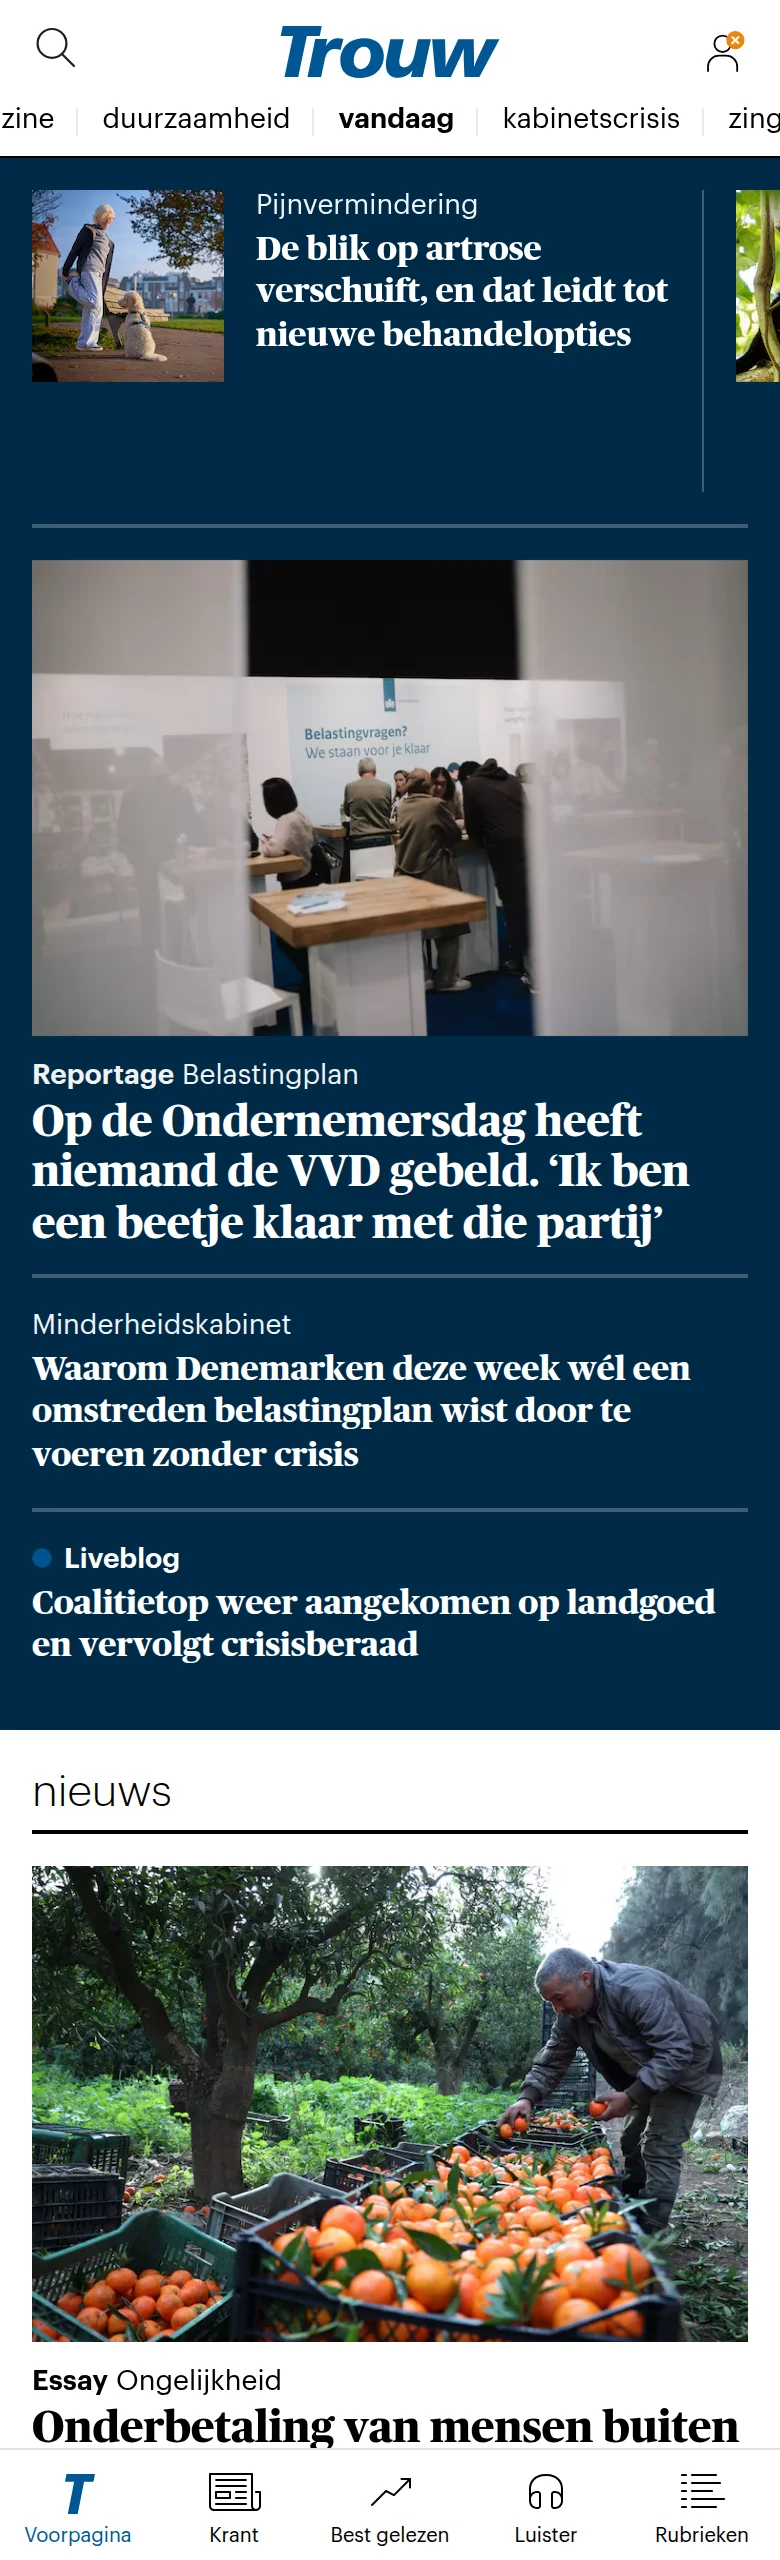 Trouw
zine
duurzaamheid
vandaag
kabinetscrisis
zing
Pijnvermindering
De blik op artrose
verschuift, en dat leidt tot
nieuwe behandelopties
Belastingvragen?
We staan voor je klaar
Reportage Belastingplan
Op de Ondernemersdag heeft
niemand de VVD gebeld. ‘Ik ben
een beetje klaar met die partij’
Minderheidskabinet
Waarom Denemarken deze week wél een
omstreden belastingplan wist door te
voeren zonder crisis
Liveblog
Coalitietop weer aangekomen op landgoed
en vervolgt crisisberaad
nieuws
Essay Ongelijkheid
Onderbetaling van mensen buiten
T
Voorpagina
Krant
Best gelezen
Luister
Rubrieken